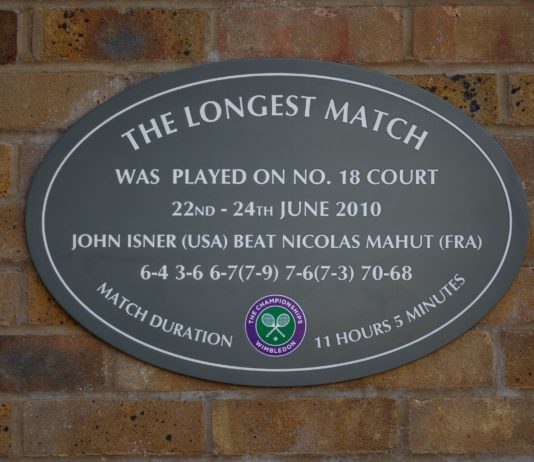 THE LONGEST MATCH
WAS PLAYED ON NO. 18 COURT
22ND - 24TH JUNE 2010
JOHN ISNER (USA) BEAT NICOLAS MAHUT (FRA)
6-4 3-6 6-7(7-9) 7-6(7-3) 70-68
MATCH DURATION 11 HOURS 5 MINUTES
THE CHAMPIONSHIPS
WIMBLEDON